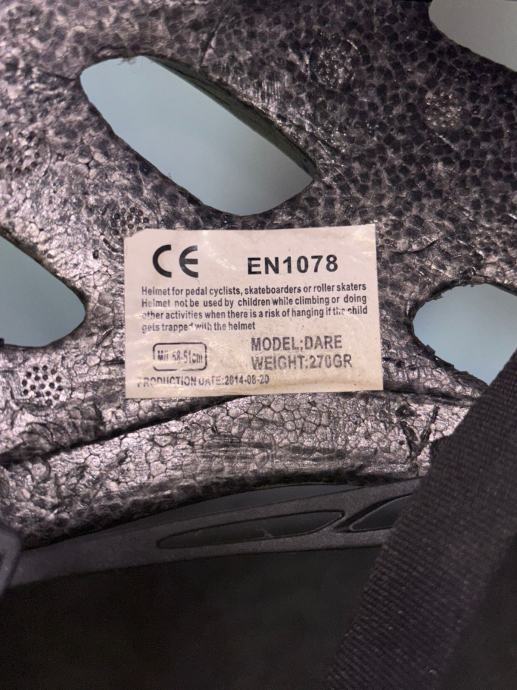 CE EN1078
Helmet for pedal cyclists, skateboarders or roller skaters
Helmet not be used by children while climbing or doing
other activities when there is a risk of hanging if the child
gets trapped with the helmet
MODEL;DARE
WEIGHT:270GR
PRODUCTION DATE:2014-08-20